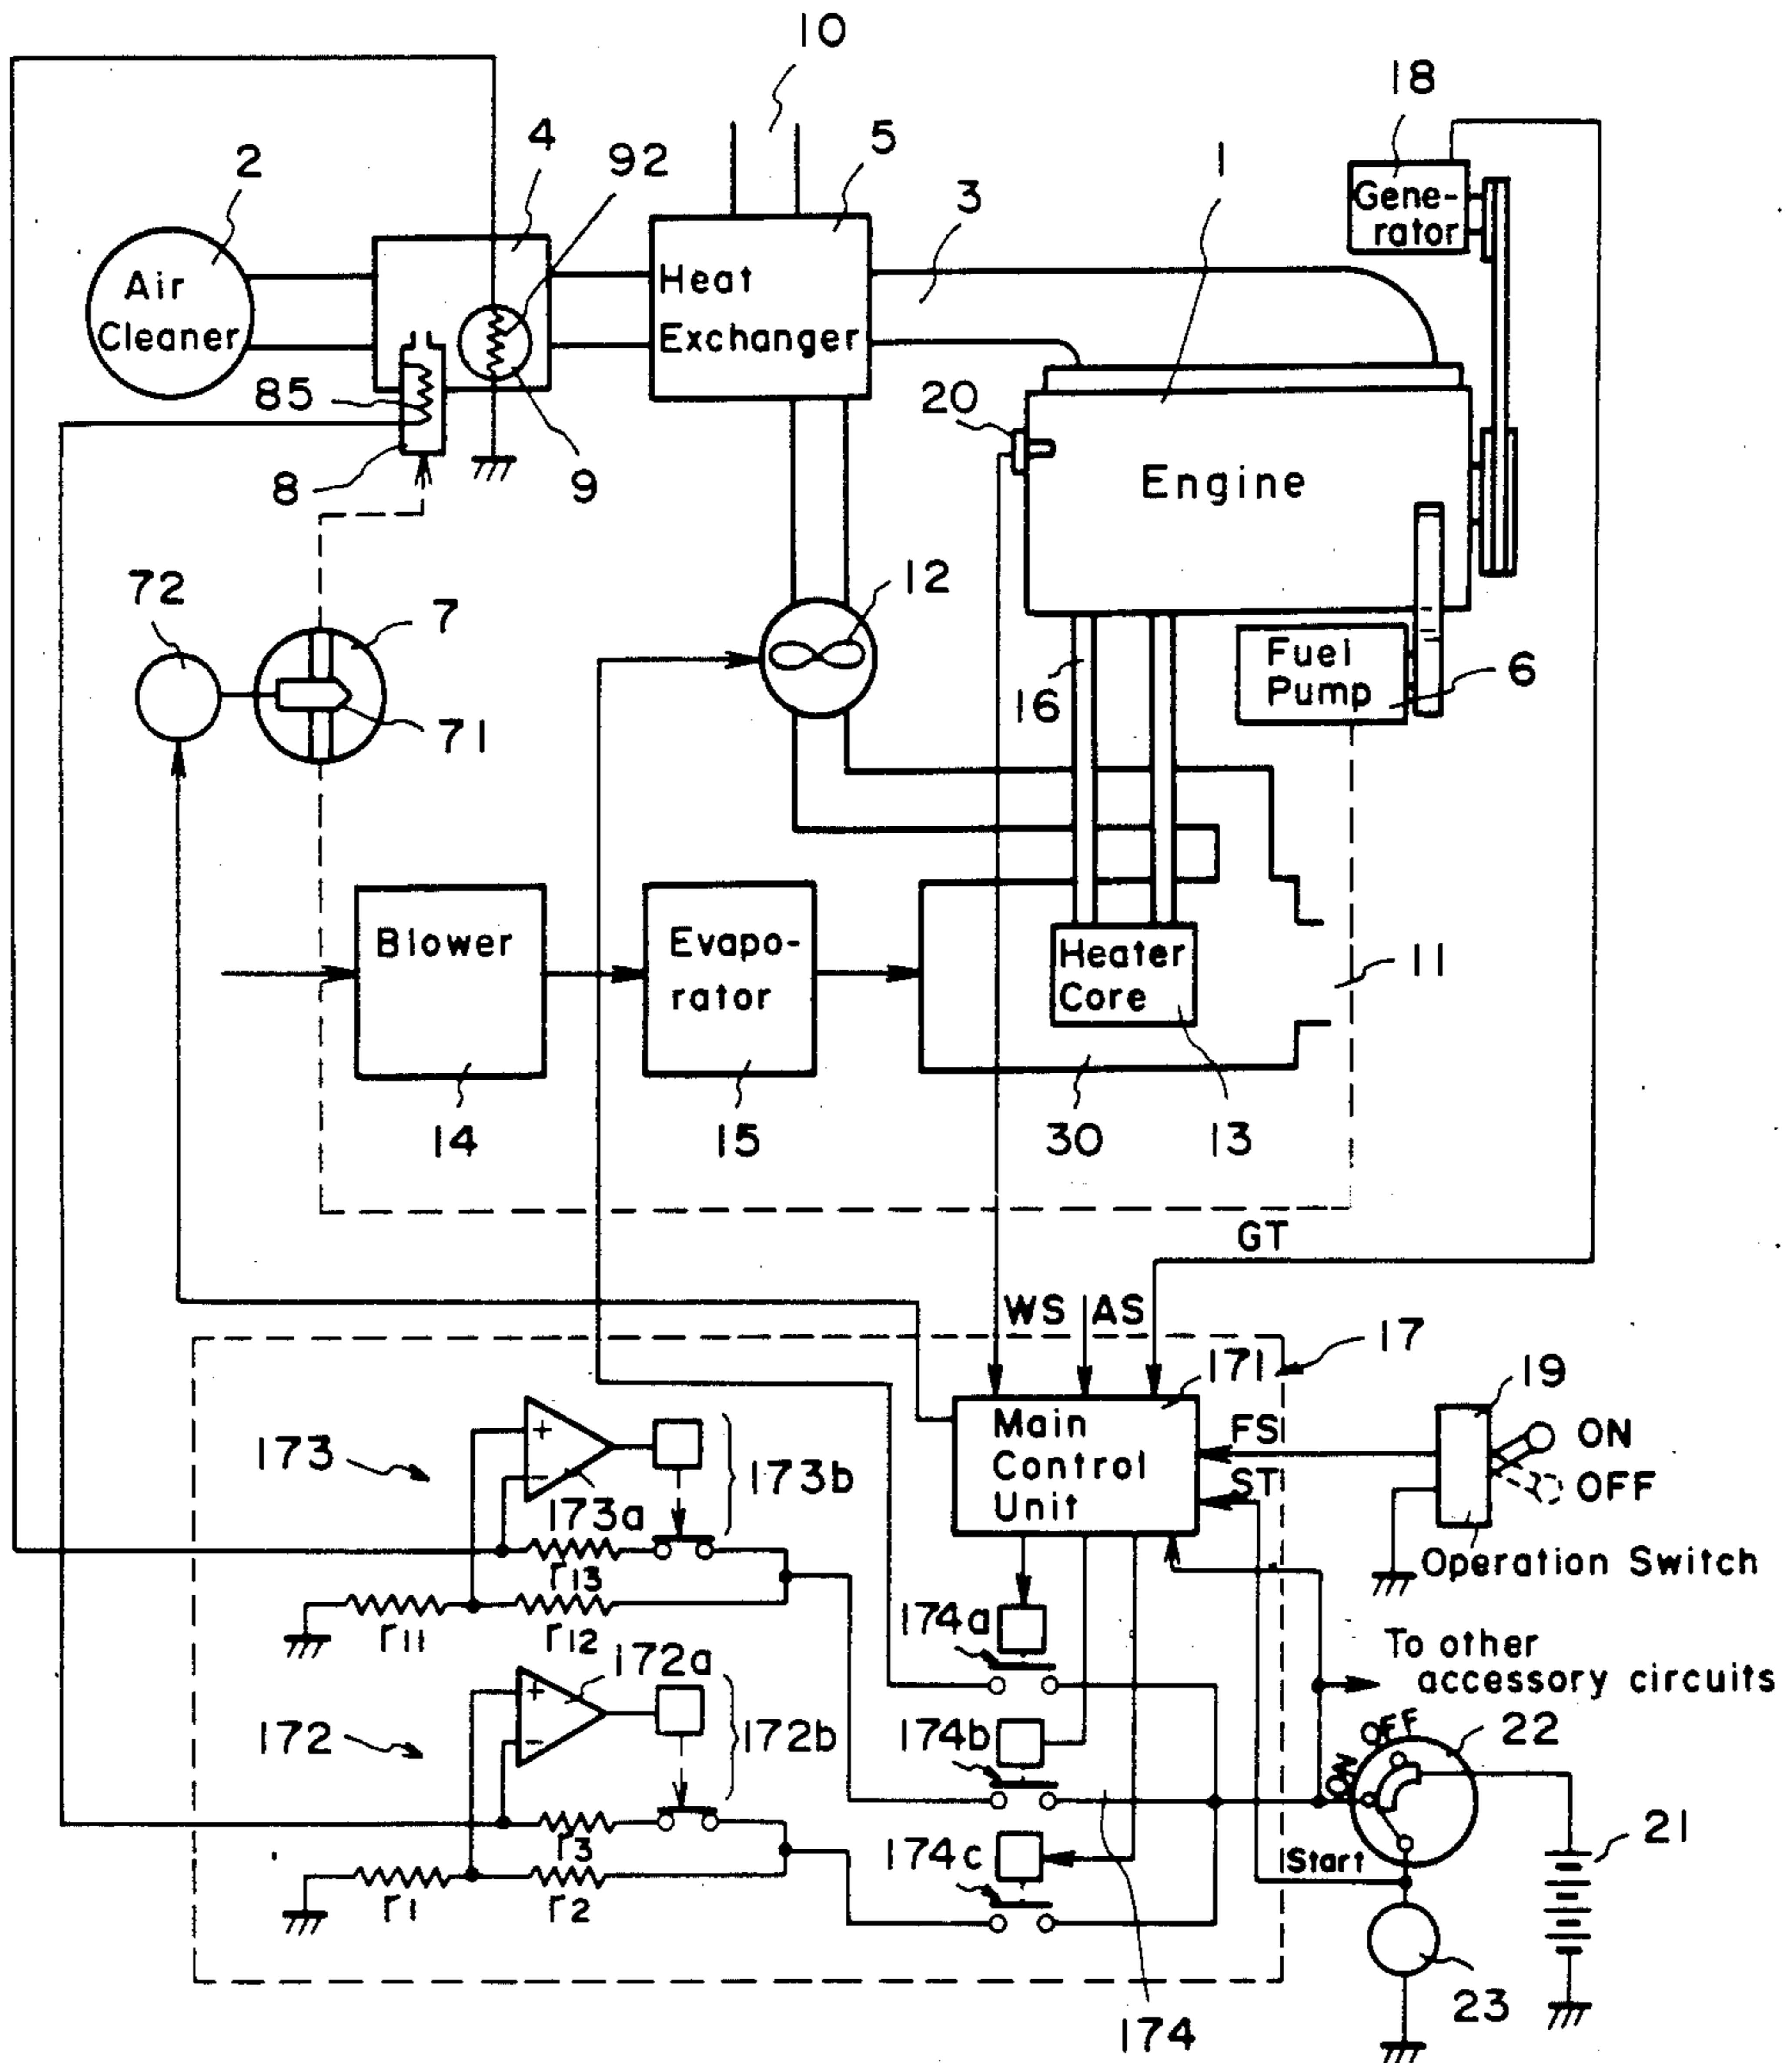 10
18
4
5
1
2
92
3
Gene-
rator
Air
Cleaner
Heat
Exchanger
85
20
8
9
Engine
12
72
7
Fuel
Pump
6
16
71
Blower
Evapo-
rator
Heater
Core
11
14
15
30
13
GT
WS
AS
17
171
19
Main
Control
Unit
FS
ST
ON
OFF
173
173b
173a
Operation Switch
r13
r11
r12
174a
To other
accessory circuits
172a
172
172b
174b
OFF
22
ON
r3
174c
Start
21
r1
r2
23
174